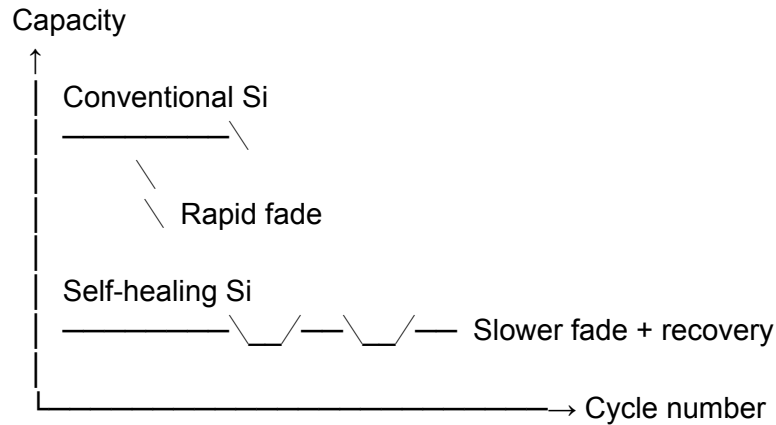 Capacity
Conventional Si
Rapid fade
Self-healing Si
Slower fade + recovery
Cycle number